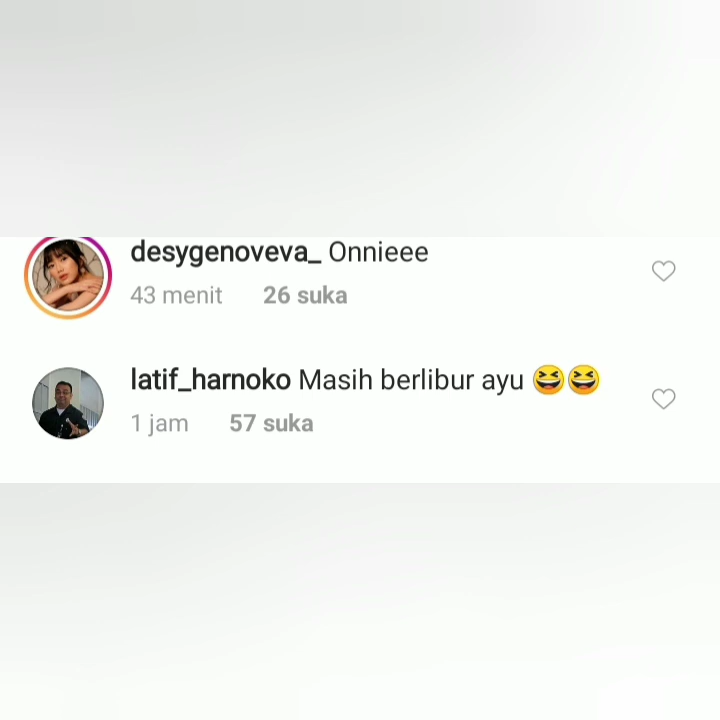 desygenoveva_ Onnieee
43 menit 26 suka
latif_harnoko Masih berlibur ayu 😆😆
1 jam 57 suka